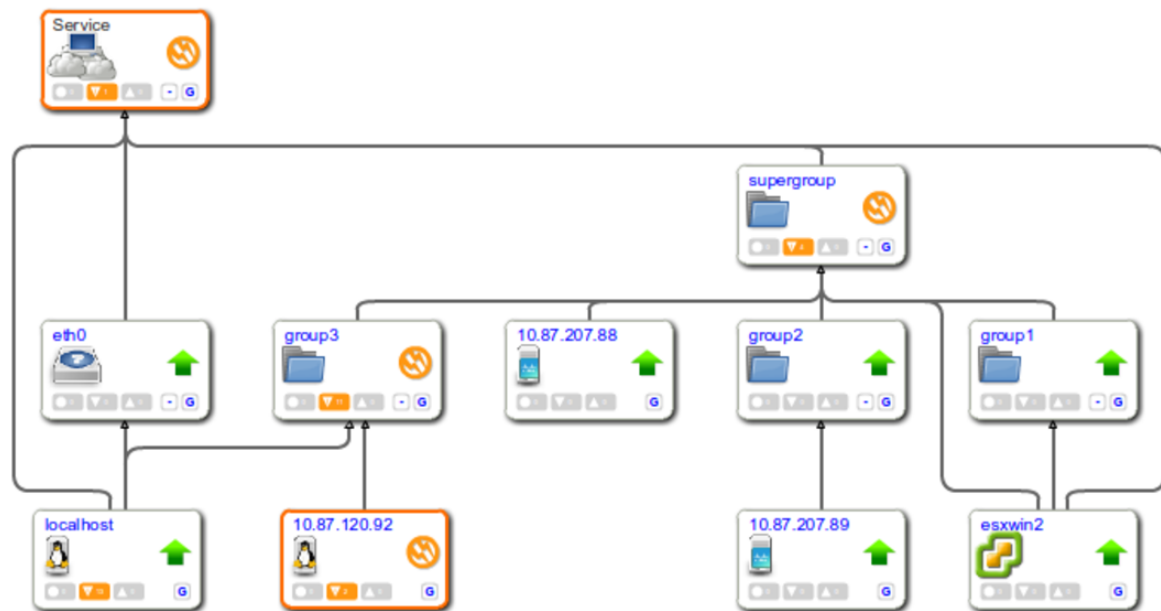 Service
- G
supergroup
- G
eth0
- G
group3
- G
10.87.207.88
G
group2
- G
group1
- G
localhost
G
10.87.120.92
G
10.87.207.89
G
esxwin2
G